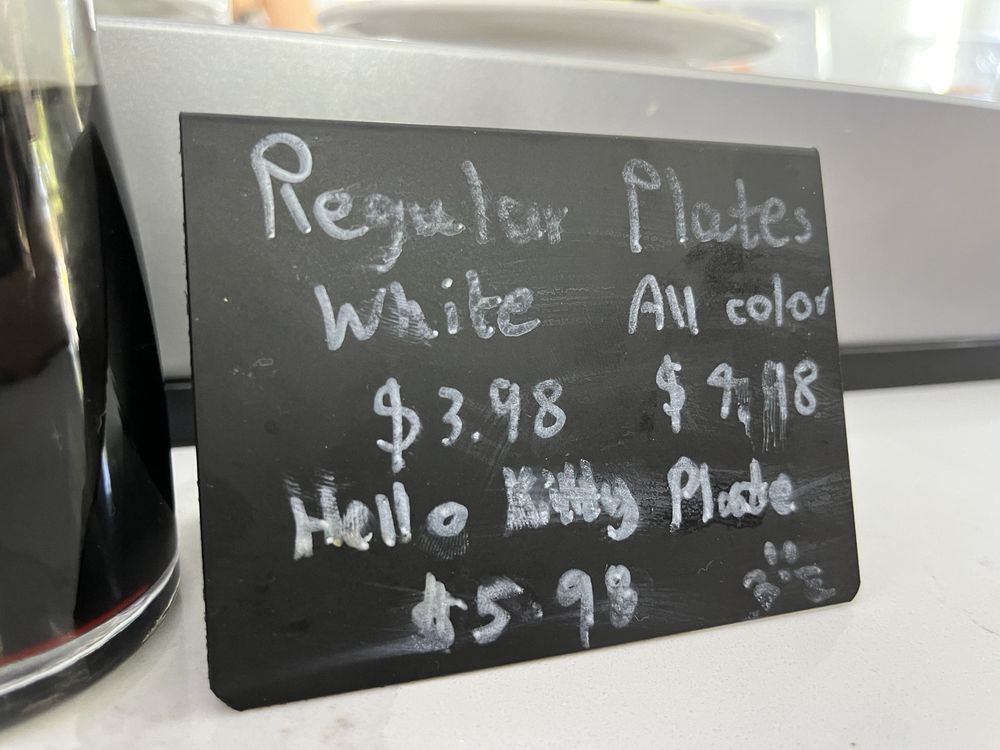 Regular Plates
White All color
$3.98 $4.98
Hello Kitty Plate
$5.98